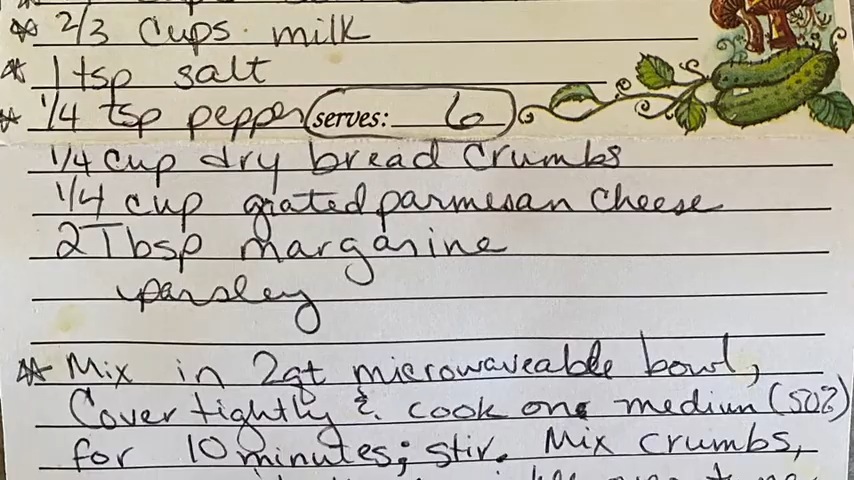 * 2/3 cups milk
* 1 tsp salt
* 1/4 tsp pepper serves: 6
1/4 cup dry bread crumbs
1/4 cup grated parmesan cheese
2 Tbsp margarine
parsley
* Mix in 2qt microwaveable bowl,
Cover tightly & cook one medium (50%)
for 10 minutes; stir. Mix crumbs,